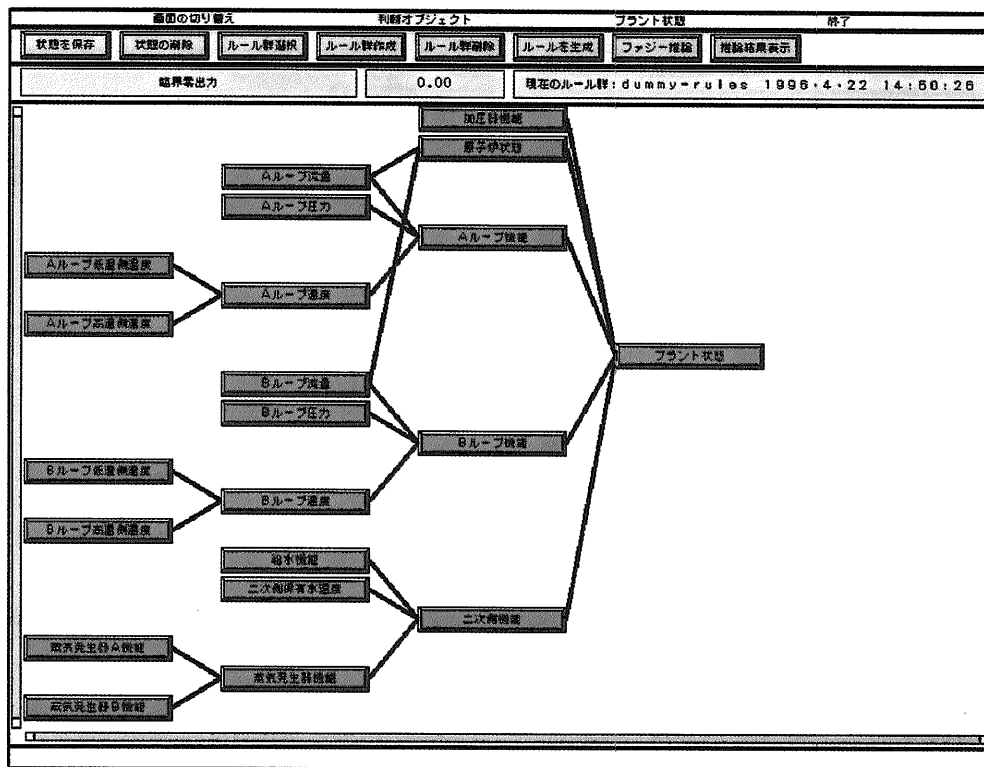 画面の切り替え 判断オブジェクト プラント状態 終了
状態を保存 状態の削除 ルール群選択 ルール群作成 ルール群削除 ルールを生成 ファジー推論 推論結果表示
臨界零出力 0.00 現在のルール群:dummy-rules 1996.4.22 14:50:26
加圧器機能
原子炉状態
Aループ流量
Aループ圧力
Aループ機能
Aループ低温側温度
Aループ温度
Aループ高温側温度
プラント状態
Bループ流量
Bループ圧力
Bループ機能
Bループ低温側温度
Bループ温度
Bループ高温側温度
給水機能
二次側保有水温度
二次側機能
蒸気発生器A機能
蒸気発生器機能
蒸気発生器B機能